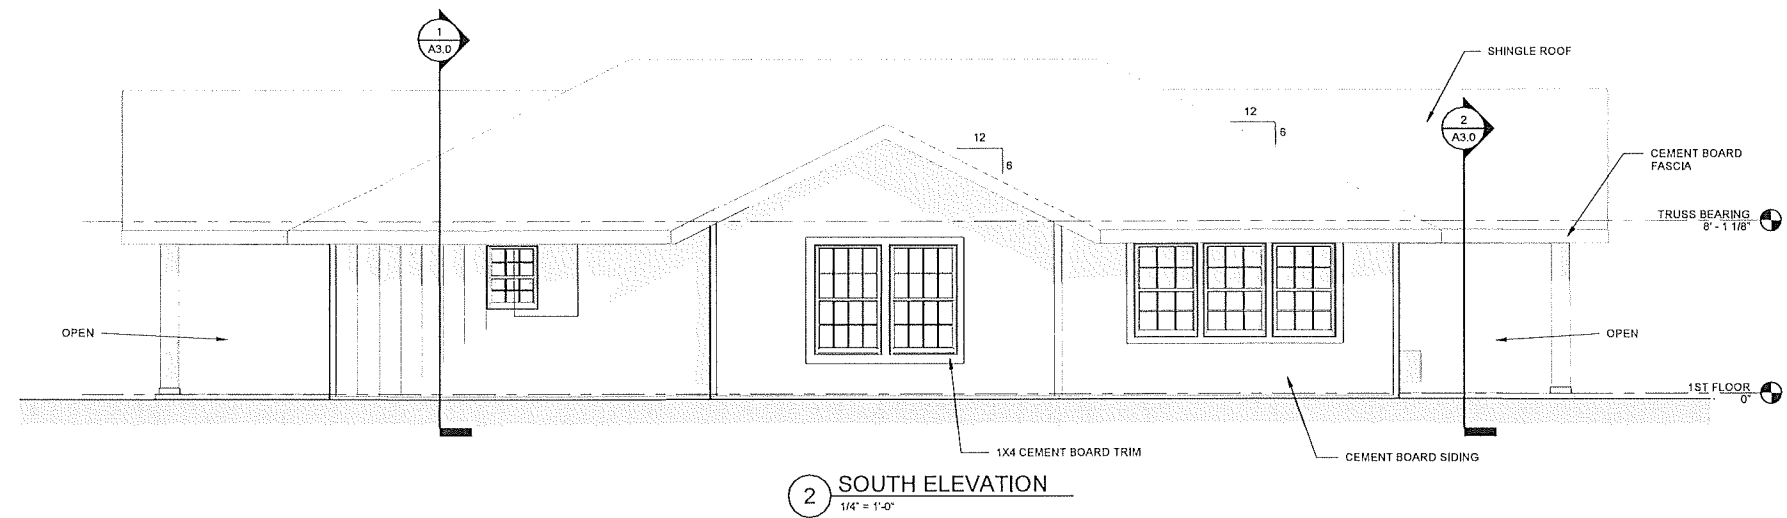 1
A3.0
SHINGLE ROOF
12
6
12
6
2
A3.0
CEMENT BOARD
FASCIA
TRUSS BEARING
8' - 1 1/8"
OPEN
OPEN
1ST FLOOR
0"
1X4 CEMENT BOARD TRIM
CEMENT BOARD SIDING
2
SOUTH ELEVATION
1/4" = 1'-0"